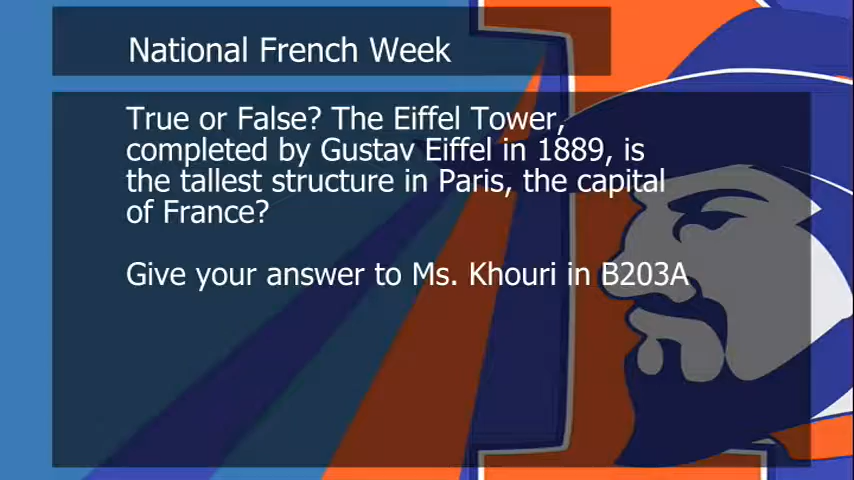 National French Week
True or False? The Eiffel Tower,
completed by Gustav Eiffel in 1889, is
the tallest structure in Paris, the capital
of France?
Give your answer to Ms. Khouri in B203A